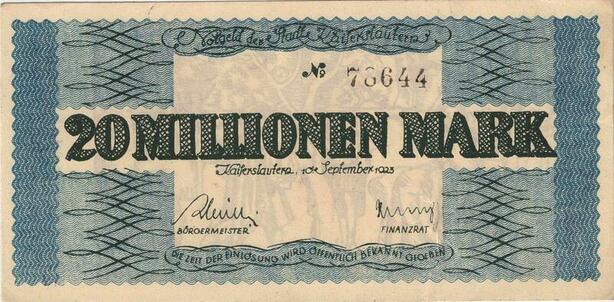 Notgeld der Stadt Kaiserslautern
No 78644
20 MILLIONEN MARK
Kaiserslautern, 10. September 1923
BÜRGERMEISTER FINANZRAT
DIE ZEIT DER EINLÖSUNG WIRD ÖFFENTLICH BEKANNT GEGEBEN